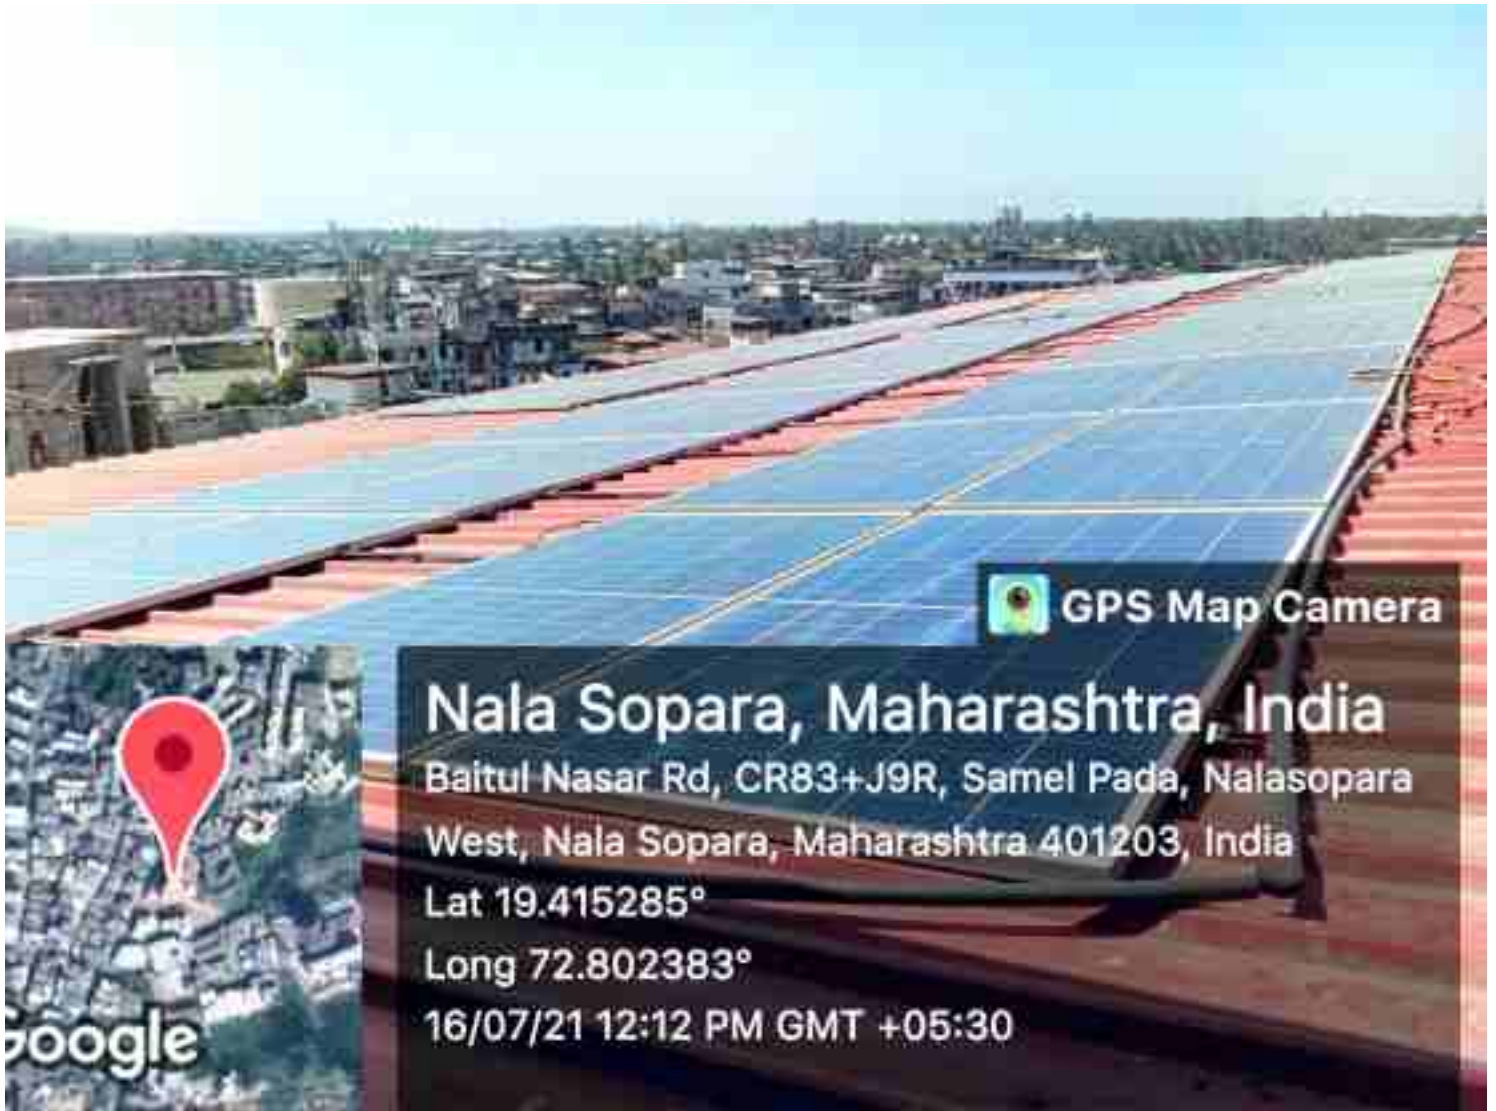 GPS Map Camera
Nala Sopara, Maharashtra, India
Baitul Nasar Rd, CR83+J9R, Samel Pada, Nalasopara
West, Nala Sopara, Maharashtra 401203, India
Lat 19.415285°
Long 72.802383°
16/07/21 12:12 PM GMT +05:30
Google